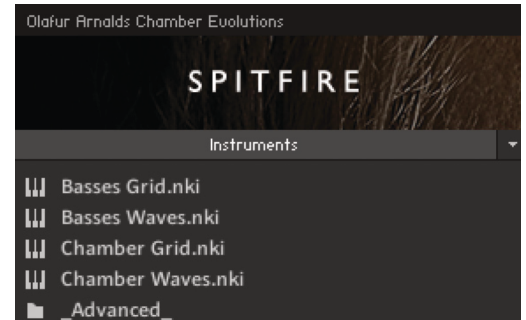 Olafur Arnalds Chamber Evolutions
SPITFIRE
Instruments
Basses Grid.nki
Basses Waves.nki
Chamber Grid.nki
Chamber Waves.nki
_Advanced_